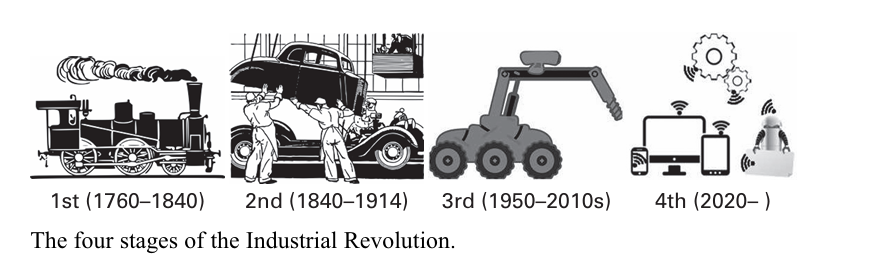 1st (1760–1840) 2nd (1840–1914) 3rd (1950–2010s) 4th (2020– )
The four stages of the Industrial Revolution.